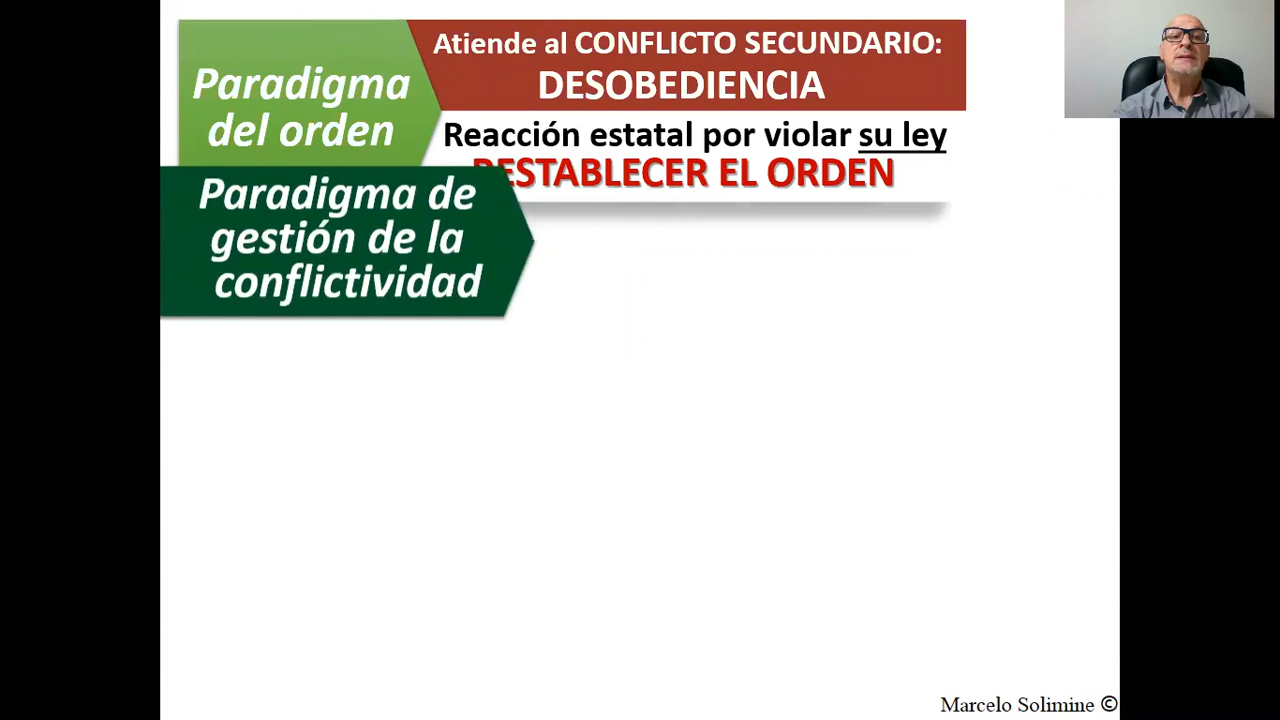 Paradigma
del orden
Atiende al CONFLICTO SECUNDARIO:
DESOBEDIENCIA
Reacción estatal por violar su ley
RESTABLECER EL ORDEN
Paradigma de
gestión de la
conflictividad
Marcelo Solimine ©